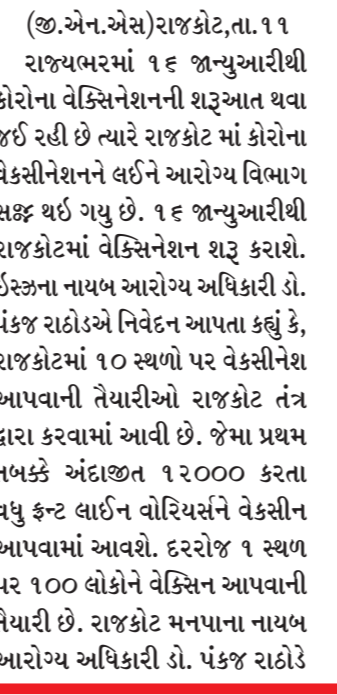 (જી.એન.એસ)રાજકોટ,તા.૧૧
રાજ્યભરમાં ૧૬ જાન્યુઆરીથી
કોરોના વેક્સિનેશનની શરૂઆત થવા
જઈ રહી છે ત્યારે રાજકોટ માં કોરોના
વેકસીનેશનને લઈને આરોગ્ય વિભાગ
સજ્જ થઇ ગયુ છે. ૧૬ જાન્યુઆરીથી
રાજકોટમાં વેક્સિનેશન શરૂ કરાશે.
ઇસ્ઝના નાયબ આરોગ્ય અધિકારી ડો.
પંકજ રાઠોડએ નિવેદન આપતા કહ્યું કે,
રાજકોટમાં ૧૦ સ્થળો પર વેકસીનેશ
આપવાની તૈયારીઓ રાજકોટ તંત્ર
દ્વારા કરવામાં આવી છે. જેમા પ્રથમ
તબક્કે અંદાજીત ૧૨૦૦૦ કરતા
વધુ ફ્રન્ટ લાઈન વોરિયર્સને વેકસીન
આપવામાં આવશે. દરરોજ ૧ સ્થળ
પર ૧૦૦ લોકોને વેક્સિન આપવાની
તૈયારી છે. રાજકોટ મનપાના નાયબ
આરોગ્ય અધિકારી ડો. પંકજ રાઠોડે